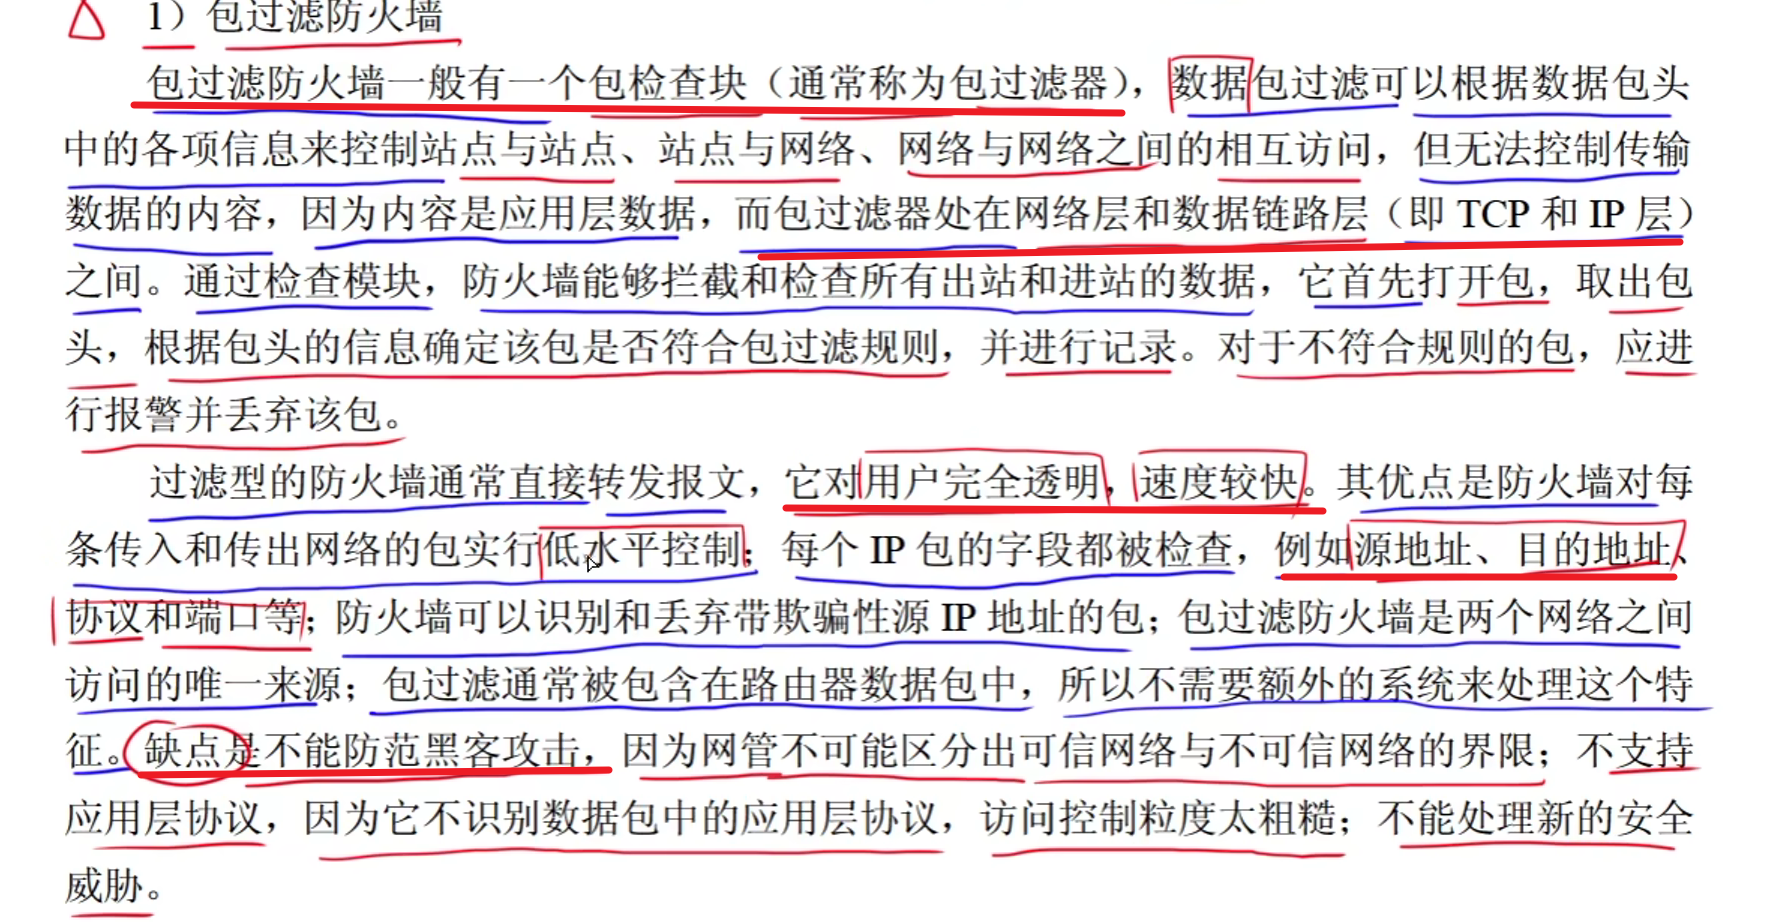 1）包过滤防火墙
包过滤防火墙一般有一个包检查块（通常称为包过滤器），数据包过滤可以根据数据包头
中的各项信息来控制站点与站点、站点与网络、网络与网络之间的相互访问，但无法控制传输
数据的内容，因为内容是应用层数据，而包过滤器处在网络层和数据链路层（即 TCP 和 IP 层）
之间。通过检查模块，防火墙能够拦截和检查所有出站和进站的数据，它首先打开包，取出包
头，根据包头的信息确定该包是否符合包过滤规则，并进行记录。对于不符合规则的包，应进
行报警并丢弃该包。
过滤型的防火墙通常直接转发报文，它对用户完全透明，速度较快。其优点是防火墙对每
条传入和传出网络的包实行低水平控制；每个 IP 包的字段都被检查，例如源地址、目的地址、
协议和端口等；防火墙可以识别和丢弃带欺骗性源 IP 地址的包；包过滤防火墙是两个网络之间
访问的唯一来源；包过滤通常被包含在路由器数据包中，所以不需要额外的系统来处理这个特
征。缺点是不能防范黑客攻击，因为网管不可能区分出可信网络与不可信网络的界限；不支持
应用层协议，因为它不识别数据包中的应用层协议，访问控制粒度太粗糙；不能处理新的安全
威胁。